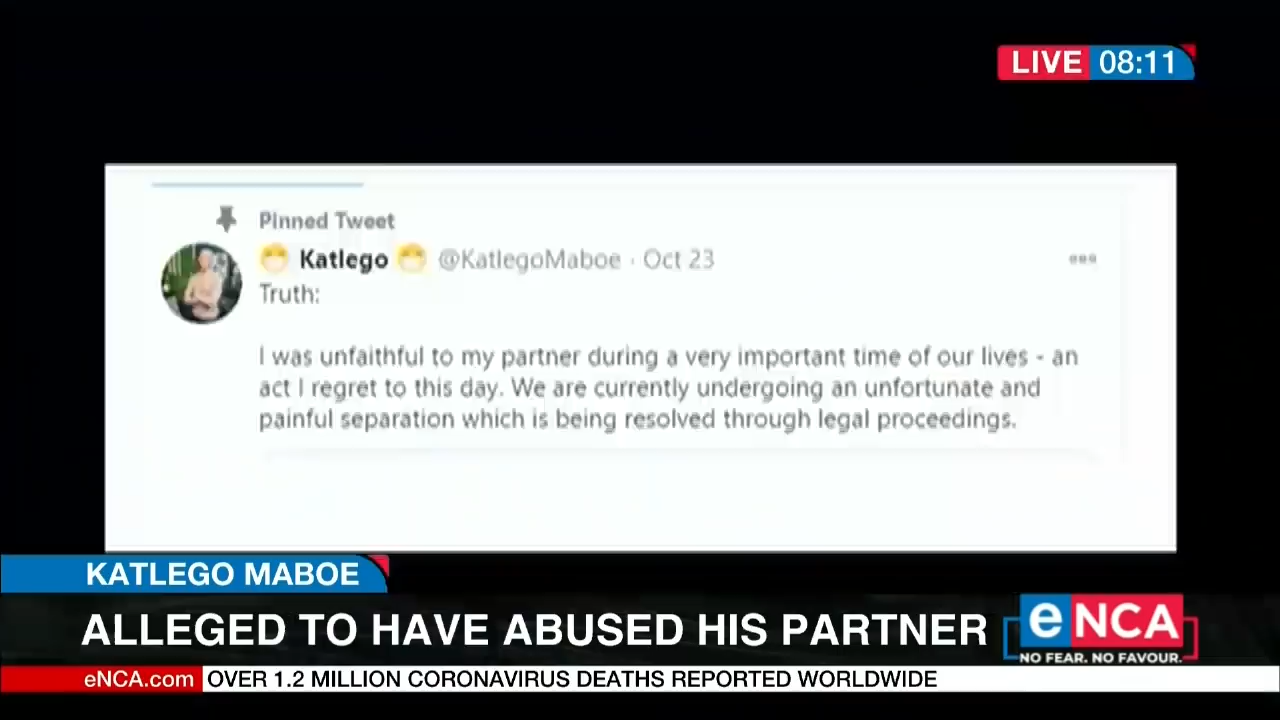 LIVE 08:11
Pinned Tweet
Katlego @KatlegoMaboe · Oct 23
Truth:
I was unfaithful to my partner during a very important time of our lives - an
act I regret to this day. We are currently undergoing an unfortunate and
painful separation which is being resolved through legal proceedings.
KATLEGO MABOE
ALLEGED TO HAVE ABUSED HIS PARTNER
eNCA
NO FEAR. NO FAVOUR.
eNCA.com OVER 1.2 MILLION CORONAVIRUS DEATHS REPORTED WORLDWIDE